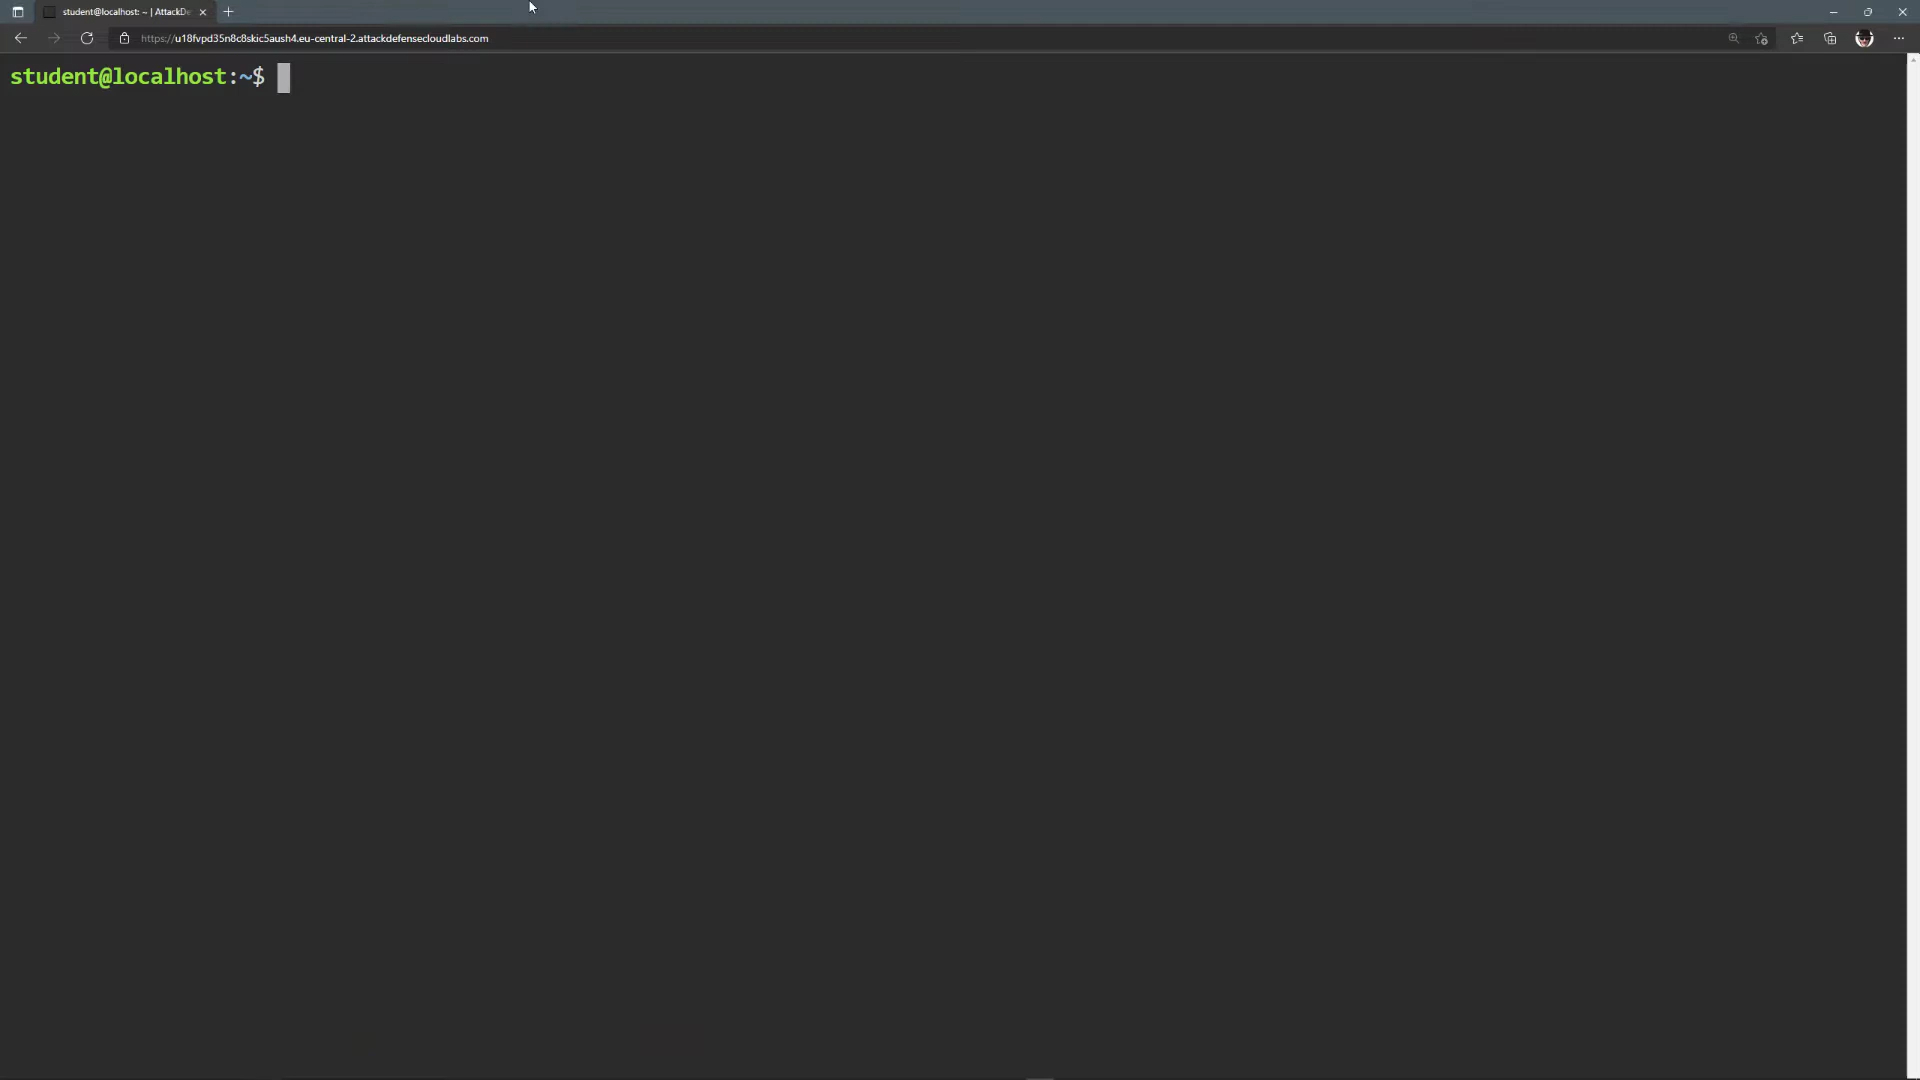 student@localhost: ~ | AttackDe
https://u18fvpd35n8c8skic5aush4.eu-central-2.attackdefensecloudlabs.com
student@localhost:~$